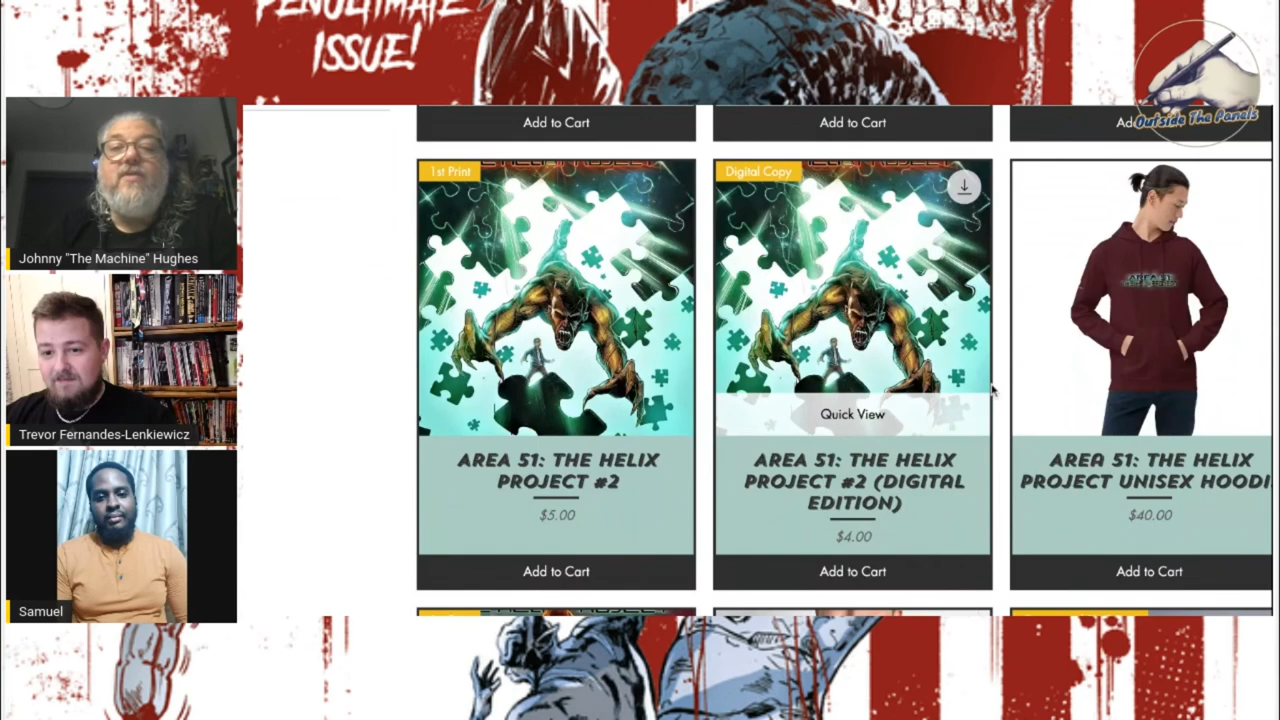 PENULTIMATE
ISSUE!
Outside The Panels
Johnny "The Machine" Hughes
Trevor Fernandes-Lenkiewicz
Samuel
Add to Cart
Add to Cart
1st Print
Digital Copy
Quick View
AREA 51: THE HELIX
PROJECT #2
$5.00
AREA 51: THE HELIX
PROJECT #2 (DIGITAL
EDITION)
$4.00
AREA 51: THE HELIX
PROJECT UNISEX HOODI
$40.00
Add to Cart
Add to Cart
Add to Cart